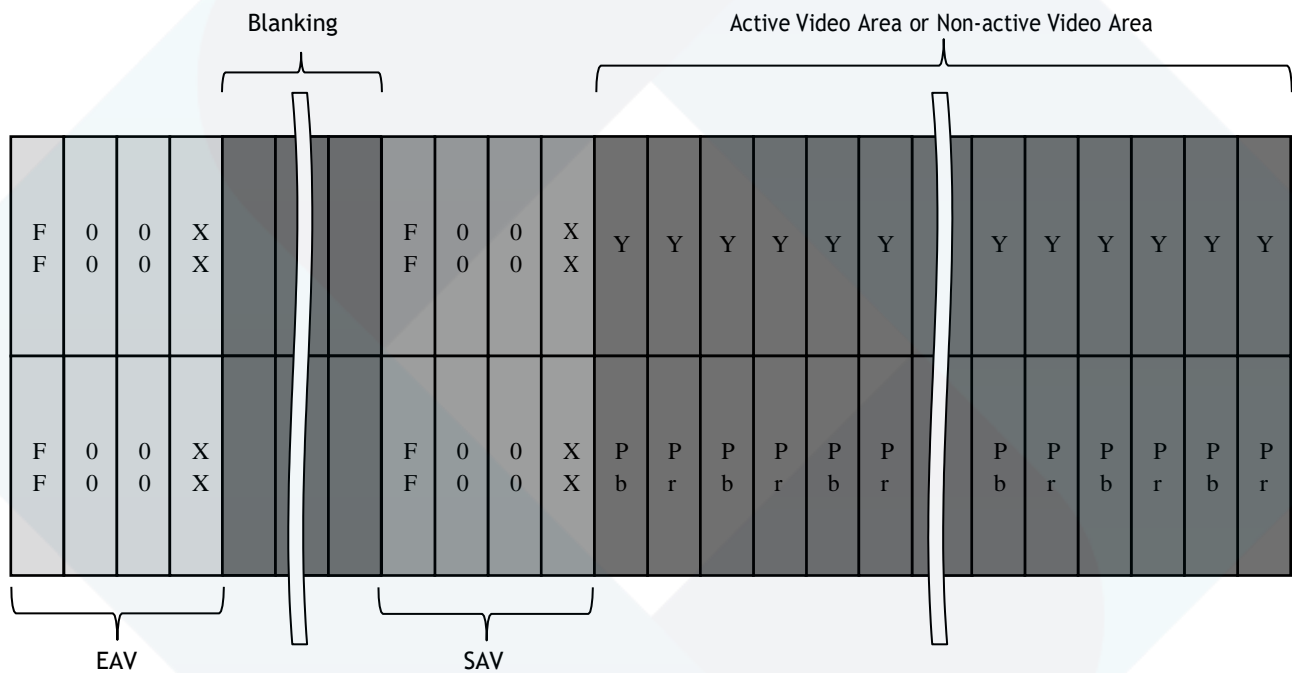 Blanking
Active Video Area or Non-active Video Area
F 0 0 X F 0 0 X Y Y Y Y Y Y Y Y Y Y Y Y
F 0 0 X F 0 0 X
F 0 0 X F 0 0 X P P P P P P P P P P P P
F 0 0 X F 0 0 X b r b r b r b r b r b r
EAV
SAV